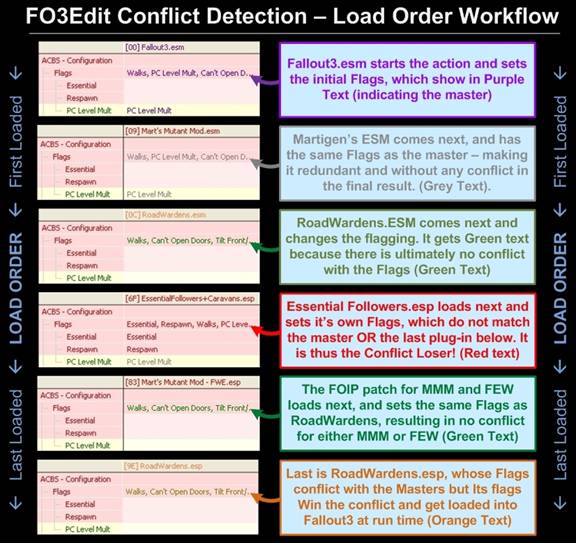 FO3Edit Conflict Detection – Load Order Workflow
First Loaded
LOAD ORDER
Last Loaded
[00] Fallout3.esm
ACBS - Configuration
Flags Walks, PC Level Mult, Can't Open D...
Essential
Respawn
PC Level Mult PC Level Mult
Fallout3.esm starts the action and sets
the initial Flags, which show in Purple
Text (indicating the master)
[09] Mart's Mutant Mod.esm
ACBS - Configuration
Flags Walks, PC Level Mult, Can't Open D...
Essential
Respawn
PC Level Mult PC Level Mult
Martigen's ESM comes next, and has
the same Flags as the master – making
it redundant and without any conflict in
the final result. (Grey Text).
[0C] RoadWardens.esm
ACBS - Configuration
Flags Walks, Can't Open Doors, Tilt Front/...
Essential
Respawn
PC Level Mult
RoadWardens.ESM comes next and
changes the flagging. It gets Green text
because there is ultimately no conflict
with the Flags (Green Text)
[6F] EssentialFollowers+Caravans.esp
ACBS - Configuration
Flags Essential, Respawn, Walks, PC Leve...
Essential Essential
Respawn Respawn
PC Level Mult PC Level Mult
Essential Followers.esp loads next and
sets it's own Flags, which do not match
the master OR the last plug-in below. It
is thus the Conflict Loser! (Red text)
[83] Mart's Mutant Mod - FWE.esp
ACBS - Configuration
Flags Walks, Can't Open Doors, Tilt Front/...
Essential
Respawn
PC Level Mult
The FOIP patch for MMM and FEW
loads next, and sets the same Flags as
RoadWardens, resulting in no conflict
for either MMM or FEW (Green Text)
[9E] RoadWardens.esp
ACBS - Configuration
Flags Walks, Can't Open Doors, Tilt Front/...
Essential
Respawn
PC Level Mult
Last is RoadWardens.esp, whose Flags
conflict with the Masters but Its flags
Win the conflict and get loaded into
Fallout3 at run time (Orange Text)
First Loaded
LOAD ORDER
Last Loaded